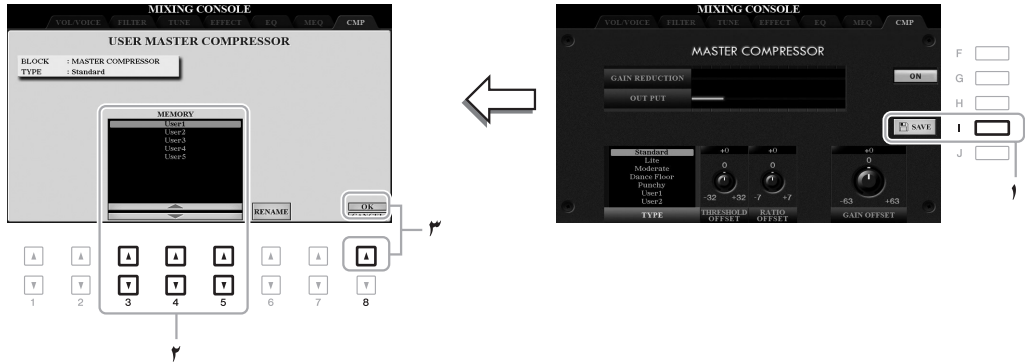 MIXING CONSOLE
VOL/VOICE FILTER TUNE EFFECT EQ MEQ CMP
USER MASTER COMPRESSOR
BLOCK : MASTER COMPRESSOR
TYPE : Standard
MEMORY
User1
User2
User3
User4
User5
RENAME
OK
CANCEL
1 2 3 4 5 6 7 8
٣
٢
MIXING CONSOLE
VOL/VOICE FILTER TUNE EFFECT EQ MEQ CMP
MASTER COMPRESSOR
GAIN REDUCTION
OUT PUT
ON
SAVE
Standard
Lite
Moderate
Dance Floor
Punchy
User1
User2
TYPE
+0
0
-32 +32
THRESHOLD OFFSET
+0
0
-7 +7
RATIO OFFSET
+0
0
-63 +63
GAIN OFFSET
F
G
H
I
J
١